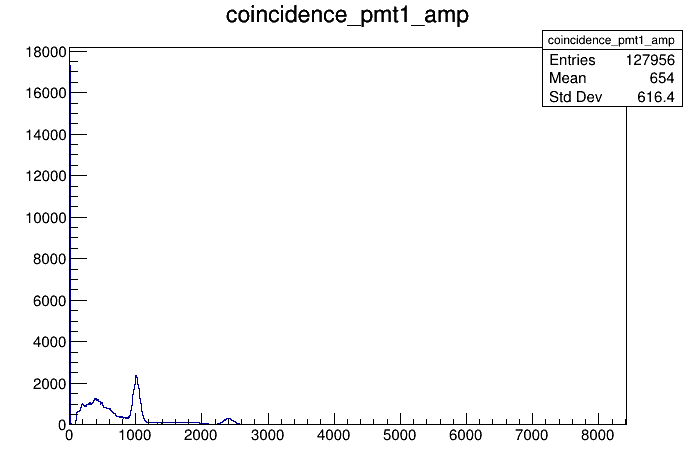 coincidence_pmt1_amp
coincidence_pmt1_amp
Entries 127956
Mean 654
Std Dev 616.4
18000
16000
14000
12000
10000
8000
6000
4000
2000
0
0 1000 2000 3000 4000 5000 6000 7000 8000